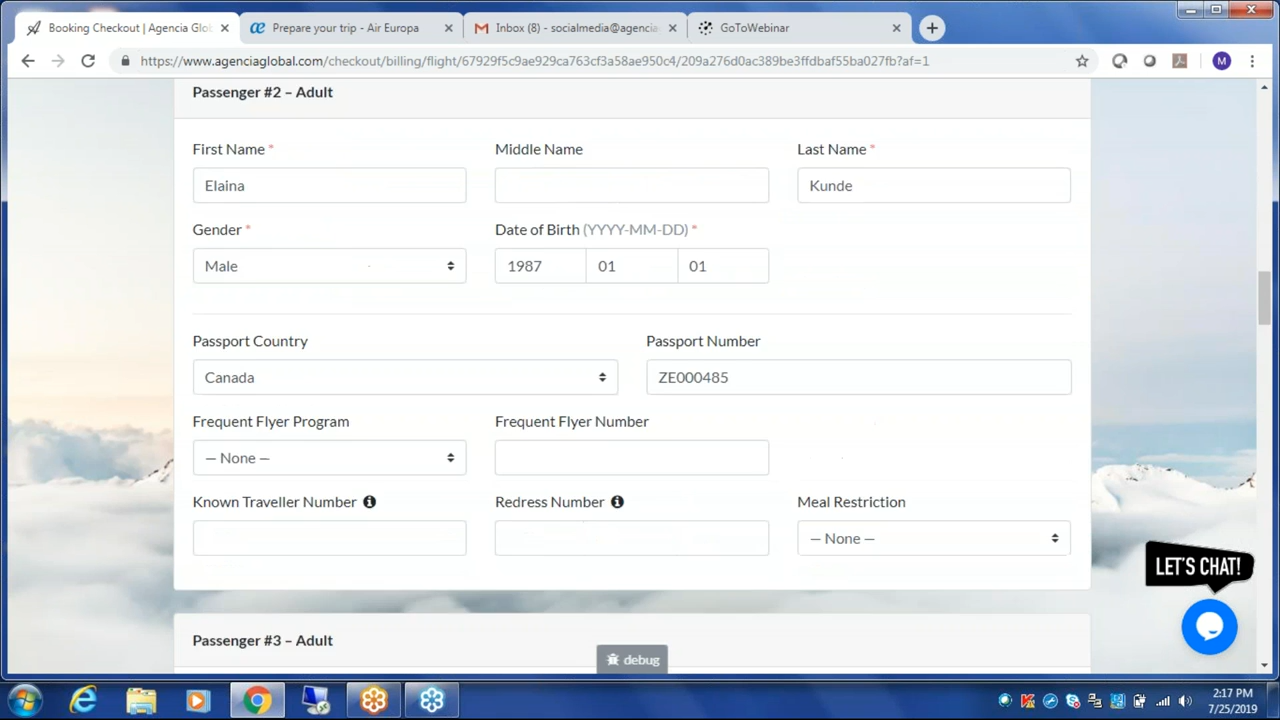 Booking Checkout | Agencia Glob
Prepare your trip - Air Europa
Inbox (8) - socialmedia@agencia
GoToWebinar
https://www.agenciaglobal.com/checkout/billing/flight/67929f5c9ae929ca763cf3a58ae950c4/209a276d0ac389be3ffdbaf55ba027fb?af=1
M
Passenger #2 – Adult
First Name *
Middle Name
Last Name *
Elaina
Kunde
Gender *
Date of Birth (YYYY-MM-DD) *
Male
1987
01
01
Passport Country
Passport Number
Canada
ZE000485
Frequent Flyer Program
Frequent Flyer Number
— None —
Known Traveller Number
Redress Number
Meal Restriction
— None —
LET'S CHAT!
Passenger #3 – Adult
debug
2:17 PM
7/25/2019